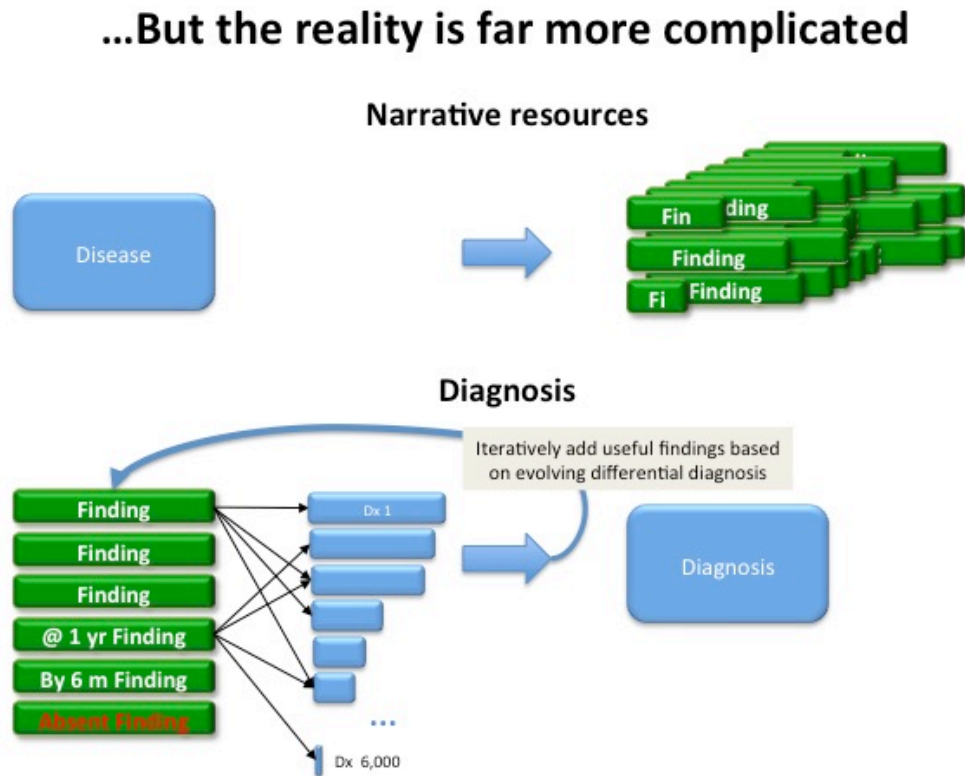 ...But the reality is far more complicated
Narrative resources
Disease
Fin
ding
Finding
Fi
Finding
Diagnosis
Iteratively add useful findings based
on evolving differential diagnosis
Finding
Finding
Finding
@ 1 yr Finding
By 6 m Finding
Absent Finding
Dx 1
...
Dx 6,000
Diagnosis